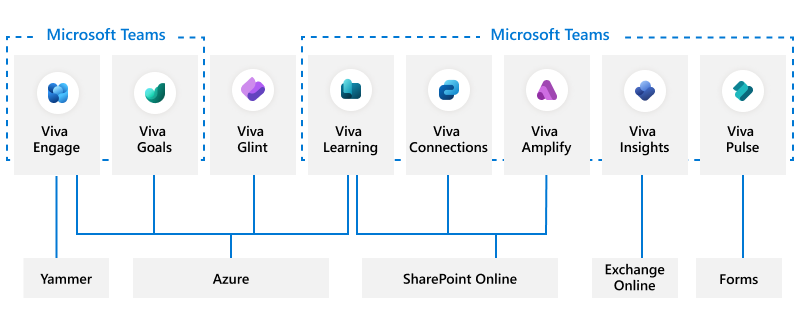 Microsoft Teams
Microsoft Teams
Viva
Engage
Viva
Goals
Viva
Glint
Viva
Learning
Viva
Connections
Viva
Amplify
Viva
Insights
Viva
Pulse
Yammer
Azure
SharePoint Online
Exchange
Online
Forms